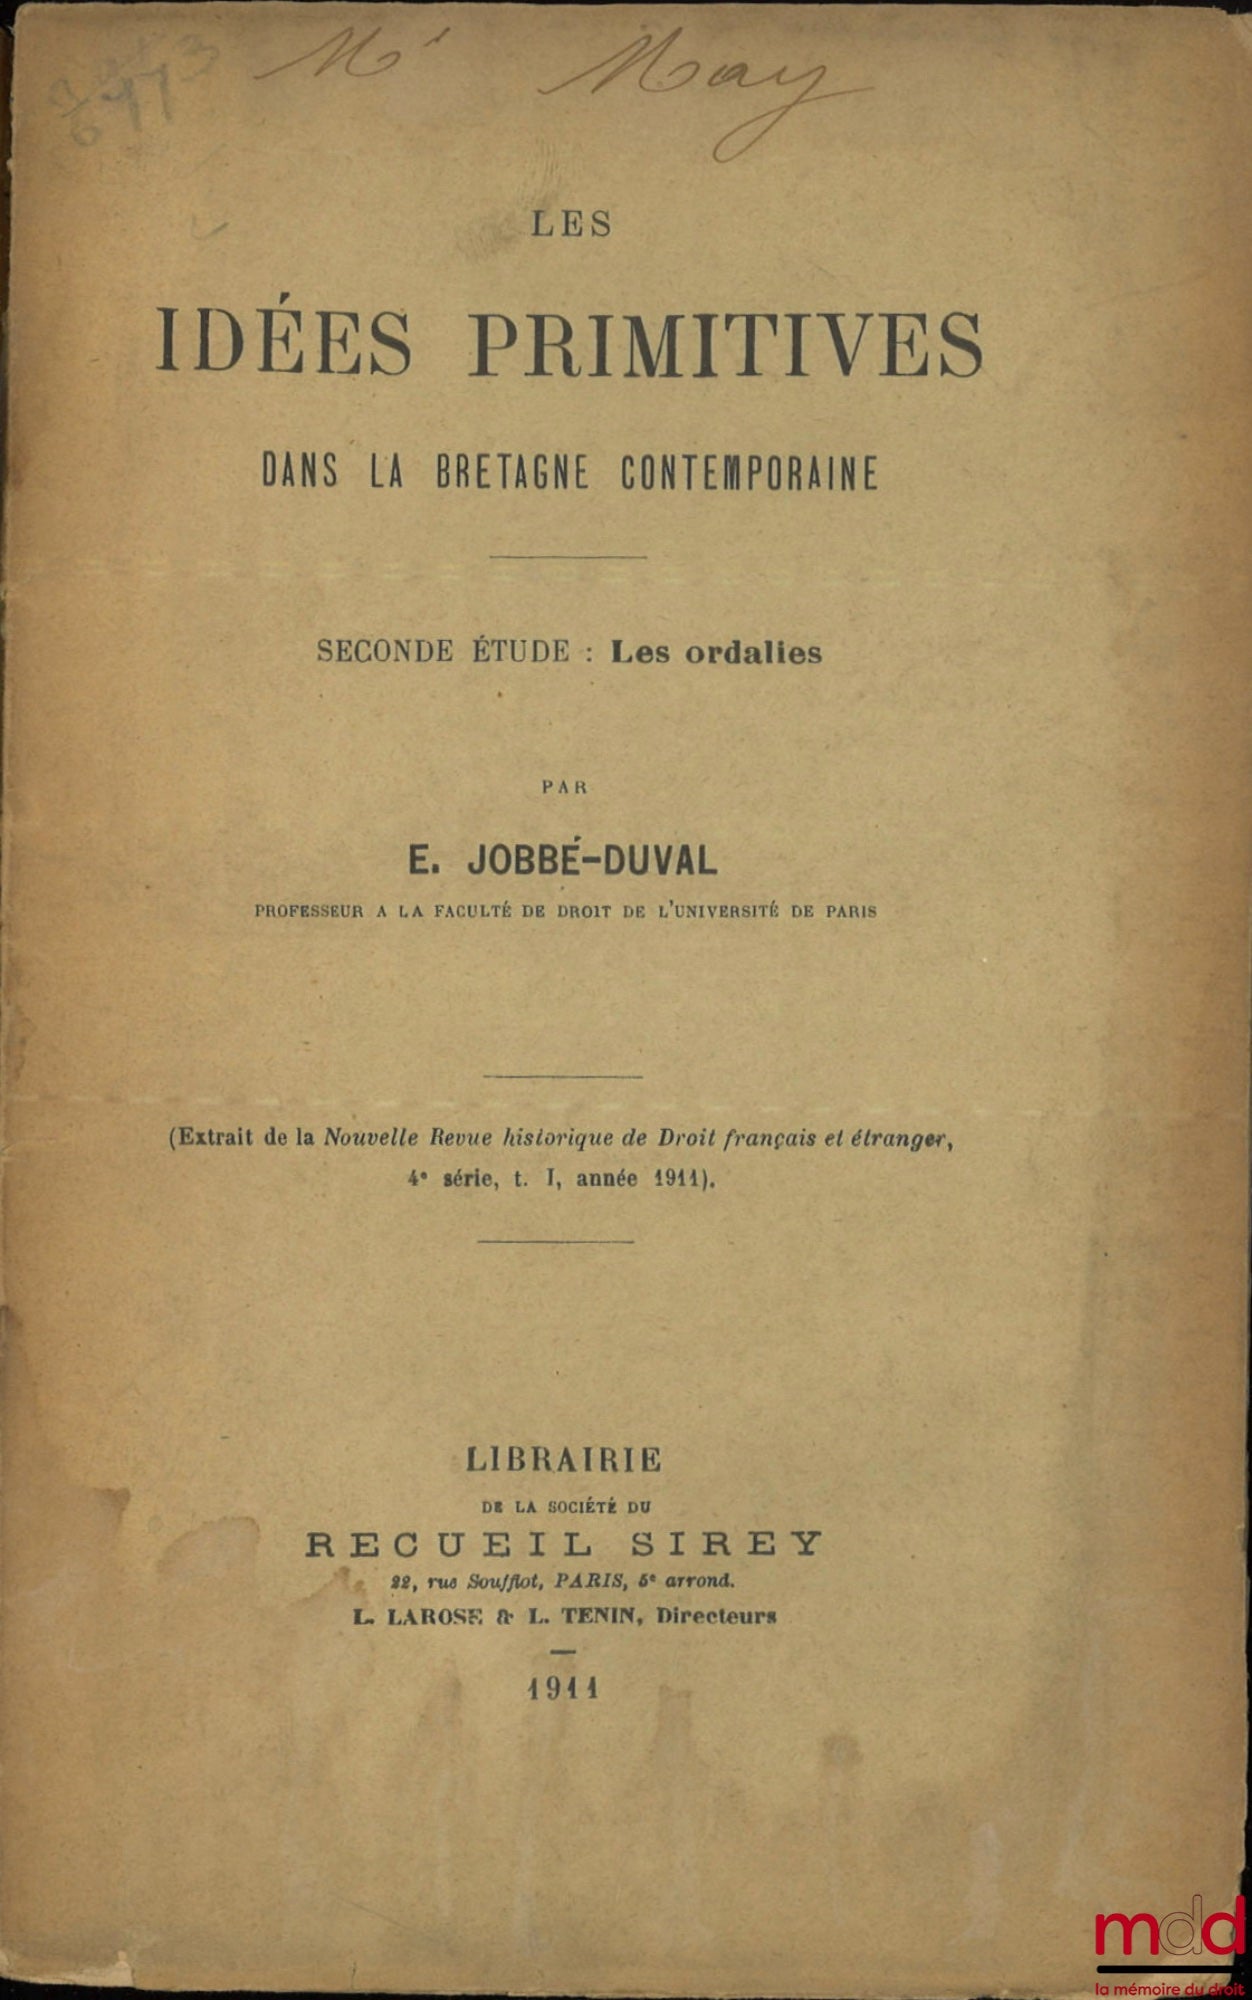 Mr May
LES
IDÉES PRIMITIVES
DANS LA BRETAGNE CONTEMPORAINE
SECONDE ÉTUDE : Les ordalies
PAR
E. JOBBÉ-DUVAL
PROFESSEUR A LA FACULTÉ DE DROIT DE L'UNIVERSITÉ DE PARIS
(Extrait de la Nouvelle Revue historique de Droit français et étranger,
4e série, t. I, année 1911).
LIBRAIRIE
DE LA SOCIÉTÉ DU
RECUEIL SIREY
22, rue Soufflot, PARIS, 5e arrond.
L. LAROSE & L. TENIN, Directeurs
1911
mdd
la mémoire du droit